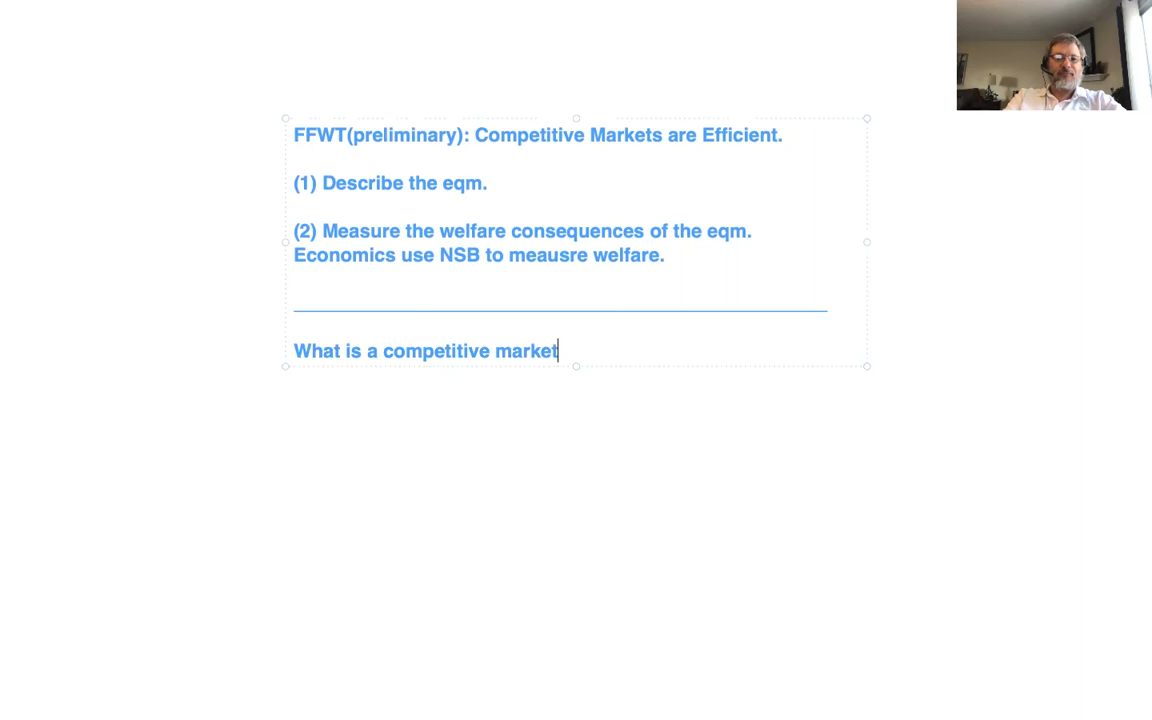 FFWT(preliminary): Competitive Markets are Efficient.
(1) Describe the eqm.
(2) Measure the welfare consequences of the eqm.
Economics use NSB to meausre welfare.
What is a competitive market